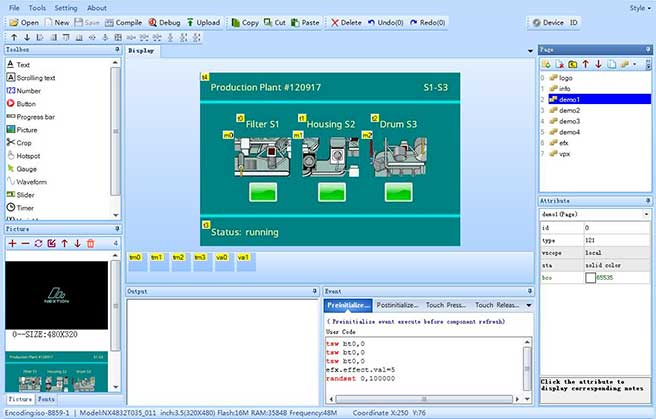 File Tools Setting About Style
Open New Save Compile Debug Upload Copy Cut Paste Delete Undo(0) Redo(0) Device ID
Toolbox
Display
Page
Text
Scrolling text
Number
Button
Progress bar
Picture
Crop
Hotspot
Gauge
Waveform
Slider
Timer
t4
Production Plant #120917 S1-S3
t0 t1 t2
Filter S1 Housing S2 Drum S3
m0 m1 m2
t3
Status: running
tm0 tm1 tm2 tm3 va0 va1
0 logo
1 info
2 demo1
3 demo2
4 demo3
5 demo4
6 efx
7 vpx
Attribute
demo1(Page)
id 0
type 121
vscope local
sta solid color
bco 65535
Click the attribute to
display corresponding notes
Picture
4
NEXTION
0--SIZE:480X320
Production Plant #120917 S1-S3
Filter S1 Housing S2 Drum S3
Picture Fonts
Output
Event
Preinitialize... Postinitialize... Touch Press... Touch Releas...
( Preinitialize event execute before component refresh)
User Code
tsw bt0,0
tsw bt0,0
tsw bt0,0
efx.effect.val=5
randset 0,100000
Encoding:iso-8859-1 Model:NX4832T035_011 inch:3.5(320X480) Flash:16M RAM:3584B Frequency:48M Coordinate X:250 Y:76